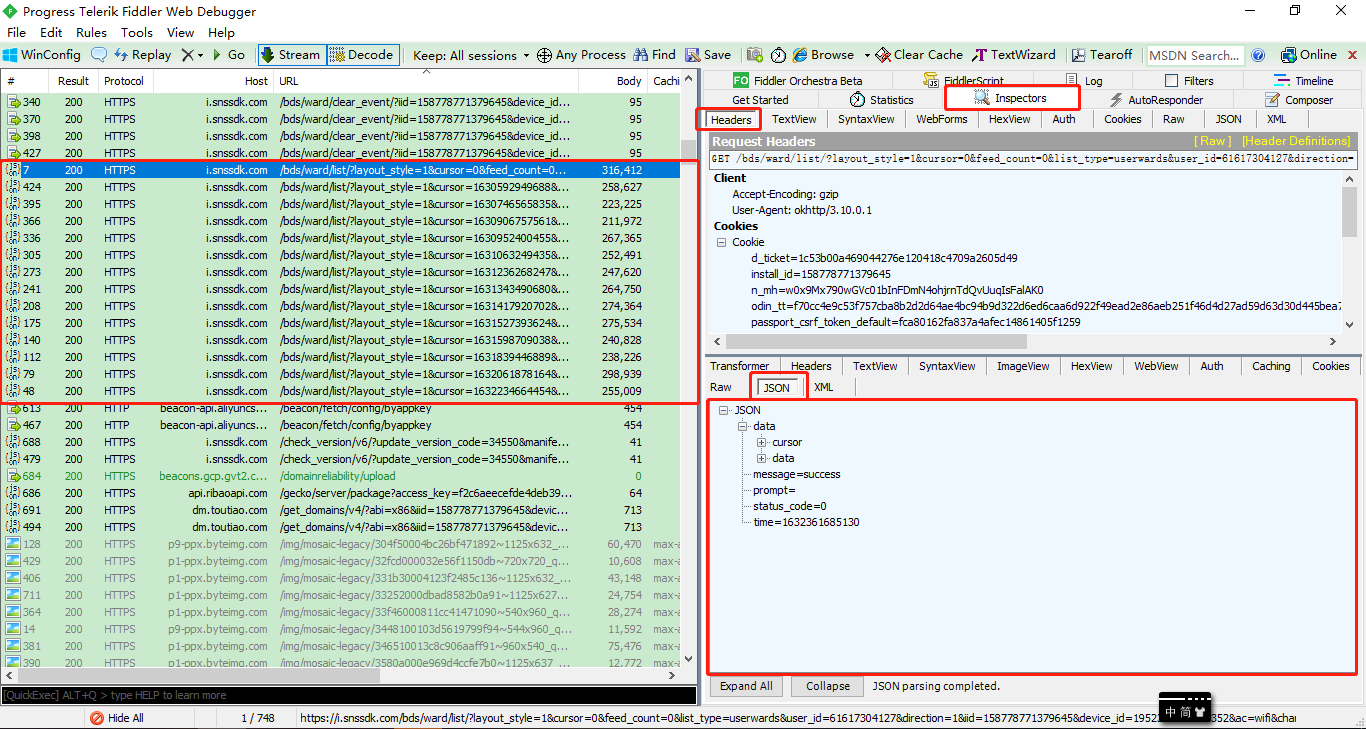 Progress Telerik Fiddler Web Debugger
File Edit Rules Tools View Help
WinConfig Replay Go Stream Decode Keep: All sessions Any Process Find Save Browse Clear Cache TextWizard Tearoff MSDN Search... Online
# Result Protocol Host URL Body Cachi
340 200 HTTPS i.snssdk.com /bds/ward/clear_event/?iid=158778771379645&device_id... 95
370 200 HTTPS i.snssdk.com /bds/ward/clear_event/?iid=158778771379645&device_id... 95
398 200 HTTPS i.snssdk.com /bds/ward/clear_event/?iid=158778771379645&device_id... 95
427 200 HTTPS i.snssdk.com /bds/ward/clear_event/?iid=158778771379645&device_id... 95
7 200 HTTPS i.snssdk.com /bds/ward/list/?layout_style=1&cursor=0&feed_count=0... 316,412
424 200 HTTPS i.snssdk.com /bds/ward/list/?layout_style=1&cursor=1630592949688&... 258,627
395 200 HTTPS i.snssdk.com /bds/ward/list/?layout_style=1&cursor=1630746565835&... 223,225
366 200 HTTPS i.snssdk.com /bds/ward/list/?layout_style=1&cursor=1630906757561&... 211,972
336 200 HTTPS i.snssdk.com /bds/ward/list/?layout_style=1&cursor=1630952400455&... 267,365
305 200 HTTPS i.snssdk.com /bds/ward/list/?layout_style=1&cursor=1631063249435&... 252,491
273 200 HTTPS i.snssdk.com /bds/ward/list/?layout_style=1&cursor=1631236268247&... 247,620
241 200 HTTPS i.snssdk.com /bds/ward/list/?layout_style=1&cursor=1631343490680&... 264,750
208 200 HTTPS i.snssdk.com /bds/ward/list/?layout_style=1&cursor=1631417920702&... 274,364
175 200 HTTPS i.snssdk.com /bds/ward/list/?layout_style=1&cursor=1631527393624&... 275,534
140 200 HTTPS i.snssdk.com /bds/ward/list/?layout_style=1&cursor=1631598709038&... 240,828
112 200 HTTPS i.snssdk.com /bds/ward/list/?layout_style=1&cursor=16318394468 89&... 238,226
79 200 HTTPS i.snssdk.com /bds/ward/list/?layout_style=1&cursor=16320618178164&... 298,939
48 200 HTTPS i.snssdk.com /bds/ward/list/?layout_style=1&cursor=16322346644 54&... 255,009
613 200 HTTP beacon-api.aliyuncs... /beacon/fetch/config/byappkey 454
467 200 HTTP beacon-api.aliyuncs... /beacon/fetch/config/byappkey 454
688 200 HTTPS i.snssdk.com /check_version/v6/?update_version_code=34550&manife... 41
479 200 HTTPS i.snssdk.com /check_version/v6/?update_version_code=34550&manife... 41
684 200 HTTPS beacons.gcp.gvt2.c... /domainreliability/upload 0
686 200 HTTPS api.ribaoapi.com /gecko/server/package?access_key=f2c6aeecefde4deb39... 64
691 200 HTTPS dm.toutiao.com /get_domains/v4/?abi=x86&iid=158778771379645&devic... 713
494 200 HTTPS dm.toutiao.com /get_domains/v4/?abi=x86&iid=158778771379645&devic... 713
128 200 HTTPS p9-ppx.byteimg.com /img/mosaic-legacy/304f50004bc26bf471892~1125x632_... 60,470 max-a
429 200 HTTPS p1-ppx.byteimg.com /img/mosaic-legacy/32fcd000032e56f1150db~720x720_q... 10,608 max-a
406 200 HTTPS p1-ppx.byteimg.com /img/mosaic-legacy/331b30004123f2485c136~1125x632_... 43,148 max-a
711 200 HTTPS p1-ppx.byteimg.com /img/mosaic-legacy/33252000dbad8582b0a91~1125x627... 24,754 max-a
364 200 HTTPS p1-ppx.byteimg.com /img/mosaic-legacy/33f46000811cc41471090~540x960_q... 28,274 max-a
14 200 HTTPS p9-ppx.byteimg.com /img/mosaic-legacy/3448100103d5619799f94~544x960_q... 11,592 max-a
381 200 HTTPS p1-ppx.byteimg.com /img/mosaic-legacy/346510013c8c906aaff91~960x540_q... 75,476 max-a
390 200 HTTPS p1-ppx.byteimg.com /img/mosaic-legacy/3580a000e969d4ccfe7b0~1125x637_... 12,772 max-a
[QuickExec] ALT+Q > type HELP to learn more
Fiddler Orchestra Beta FiddlerScript Log Filters Timeline
Get Started Statistics Inspectors AutoResponder Composer
Headers TextView SyntaxView WebForms HexView Auth Cookies Raw JSON XML
Request Headers [ Raw ] [Header Definitions]
GET /bds/ward/list/?layout_style=1&cursor=0&feed_count=0&list_type=userwards&user_id=61617304127&direction=
Client
Accept-Encoding: gzip
User-Agent: okhttp/3.10.0.1
Cookies
Cookie
d_ticket=1c53b00a469044276e120418c4709a2605d49
install_id=158778771379645
n_mh=w0x9Mx790wGVc01bInFDmN4ohjrnTdQvUuqIsFalAK0
odin_tt=f70cc4e9c53f757cba8b2d2d64ae4bc94b9d322d6ed6caa6d922f49ead2e86aeb251f46d4d27ad59d63d30d445bea7
passport_csrf_token_default=fca80162fa837a4afec14861405f1259
Transformer Headers TextView SyntaxView ImageView HexView WebView Auth Caching Cookies
Raw JSON XML
JSON
data
cursor
data
message=success
prompt=
status_code=0
time=1632361685130
Expand All Collapse JSON parsing completed.
中 简
Hide All 1 / 748 https://i.snssdk.com/bds/ward/list/?layout_style=1&cursor=0&feed_count=0&list_type=userwards&user_id=61617304127&direction=1&iid=158778771379645&device_id=1952 352&ac=wifi&chan